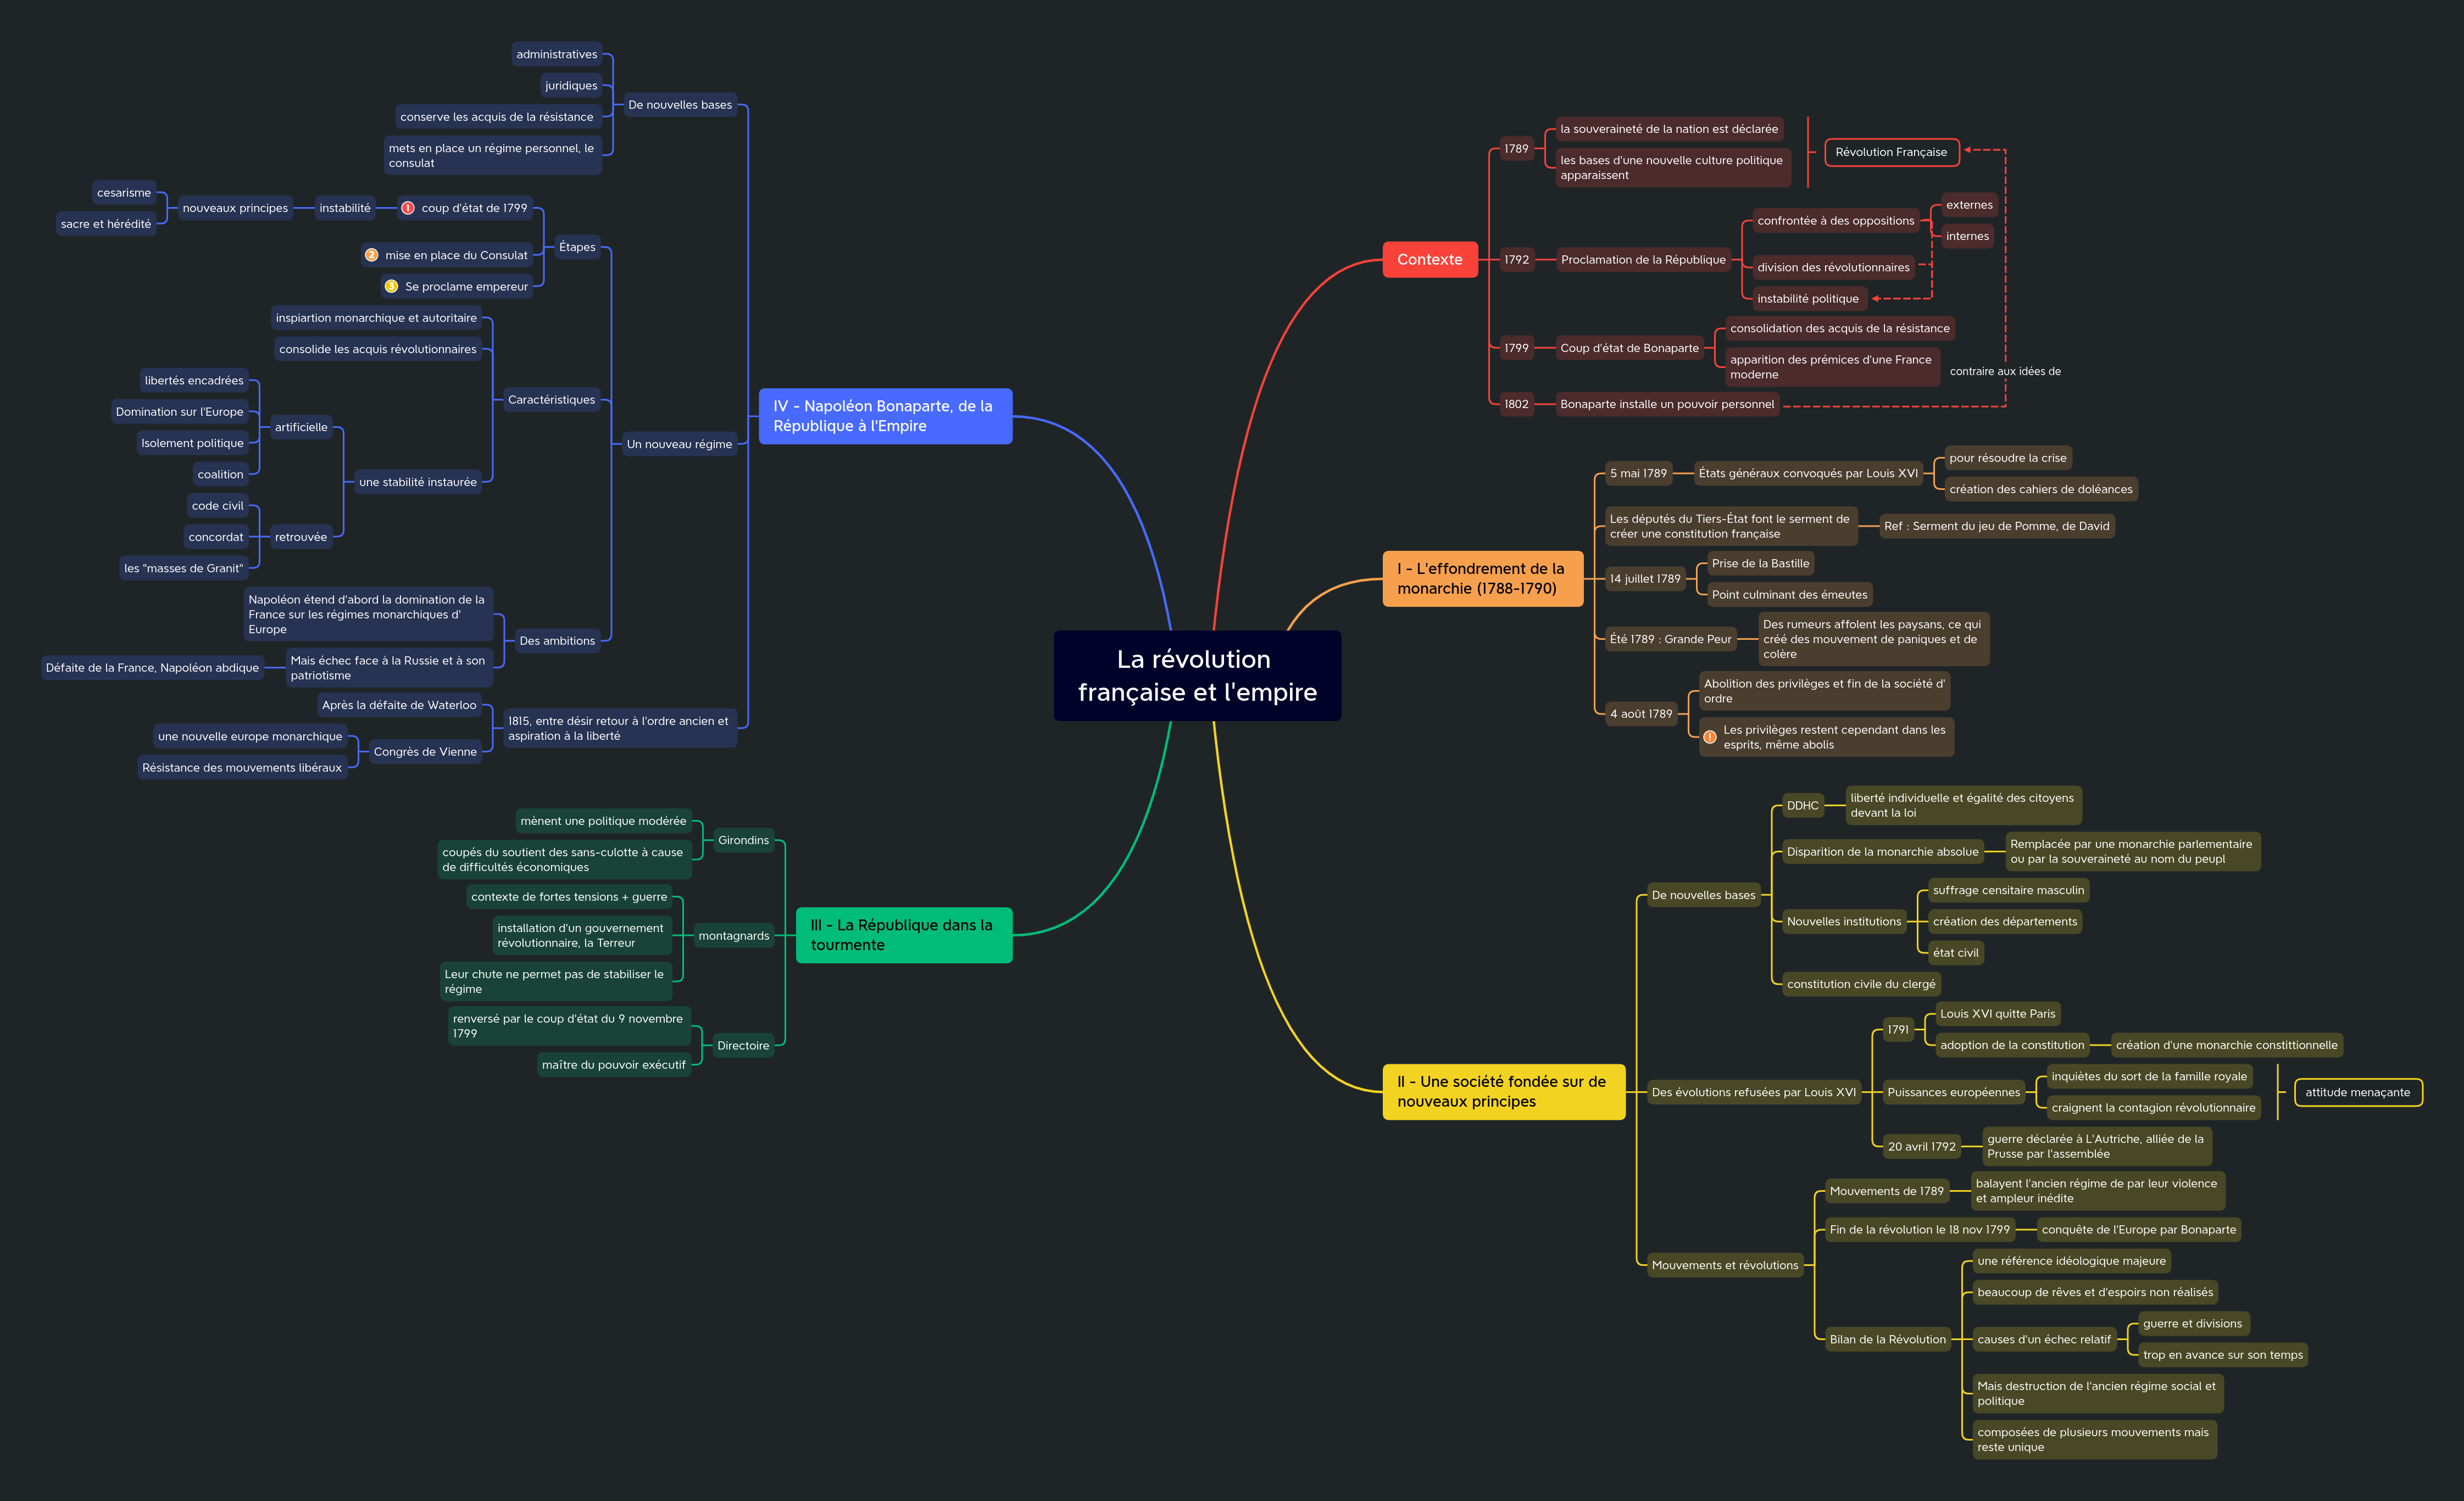 La révolution
française et l'empire
Contexte
1789
la souveraineté de la nation est déclarée
les bases d'une nouvelle culture politique
apparaissent
Révolution Française
1792
Proclamation de la République
confrontée à des oppositions
externes
internes
division des révolutionnaires
instabilité politique
1799
Coup d'état de Bonaparte
consolidation des acquis de la résistance
apparition des prémices d'une France
moderne
contraire aux idées de
1802
Bonaparte installe un pouvoir personnel
I - L'effondrement de la
monarchie (1788-1790)
5 mai 1789
États généraux convoqués par Louis XVI
pour résoudre la crise
création des cahiers de doléances
Les députés du Tiers-État font le serment de
créer une constitution française
Ref : Serment du jeu de Pomme, de David
14 juillet 1789
Prise de la Bastille
Point culminant des émeutes
Été 1789 : Grande Peur
Des rumeurs affolent les paysans, ce qui
créé des mouvement de paniques et de
colère
4 août 1789
Abolition des privilèges et fin de la société d'
ordre
! Les privilèges restent cependant dans les
esprits, même abolis
II - Une société fondée sur de
nouveaux principes
De nouvelles bases
DDHC
liberté individuelle et égalité des citoyens
devant la loi
Disparition de la monarchie absolue
Remplacée par une monarchie parlementaire
ou par la souveraineté au nom du peupl
Nouvelles institutions
suffrage censitaire masculin
création des départements
état civil
constitution civile du clergé
Des évolutions refusées par Louis XVI
1791
Louis XVI quitte Paris
adoption de la constitution
création d'une monarchie constittionnelle
Puissances européennes
inquiètes du sort de la famille royale
craignent la contagion révolutionnaire
attitude menaçante
20 avril 1792
guerre déclarée à L'Autriche, alliée de la
Prusse par l'assemblée
Mouvements et révolutions
Mouvements de 1789
balayent l'ancien régime de par leur violence
et ampleur inédite
Fin de la révolution le 18 nov 1799
conquête de l'Europe par Bonaparte
Bilan de la Révolution
une référence idéologique majeure
beaucoup de rêves et d'espoirs non réalisés
causes d'un échec relatif
guerre et divisions
trop en avance sur son temps
Mais destruction de l'ancien régime social et
politique
composées de plusieurs mouvements mais
reste unique
III - La République dans la
tourmente
Girondins
mènent une politique modérée
coupés du soutient des sans-culotte à cause
de difficultés économiques
montagnards
contexte de fortes tensions + guerre
installation d'un gouvernement
révolutionnaire, la Terreur
Leur chute ne permet pas de stabiliser le
régime
Directoire
renversé par le coup d'état du 9 novembre
1799
maître du pouvoir exécutif
IV - Napoléon Bonaparte, de la
République à l'Empire
De nouvelles bases
administratives
juridiques
conserve les acquis de la résistance
mets en place un régime personnel, le
consulat
Un nouveau régime
Étapes
1 coup d'état de 1799
instabilité
nouveaux principes
cesarisme
sacre et hérédité
2 mise en place du Consulat
3 Se proclame empereur
Caractéristiques
inspiartion monarchique et autoritaire
consolide les acquis révolutionnaires
une stabilité instaurée
artificielle
libertés encadrées
Domination sur l'Europe
Isolement politique
coalition
retrouvée
code civil
concordat
les "masses de Granit"
Des ambitions
Napoléon étend d'abord la domination de la
France sur les régimes monarchiques d'
Europe
Mais échec face à la Russie et à son
patriotisme
Défaite de la France, Napoléon abdique
1815, entre désir retour à l'ordre ancien et
aspiration à la liberté
Après la défaite de Waterloo
Congrès de Vienne
une nouvelle europe monarchique
Résistance des mouvements libéraux